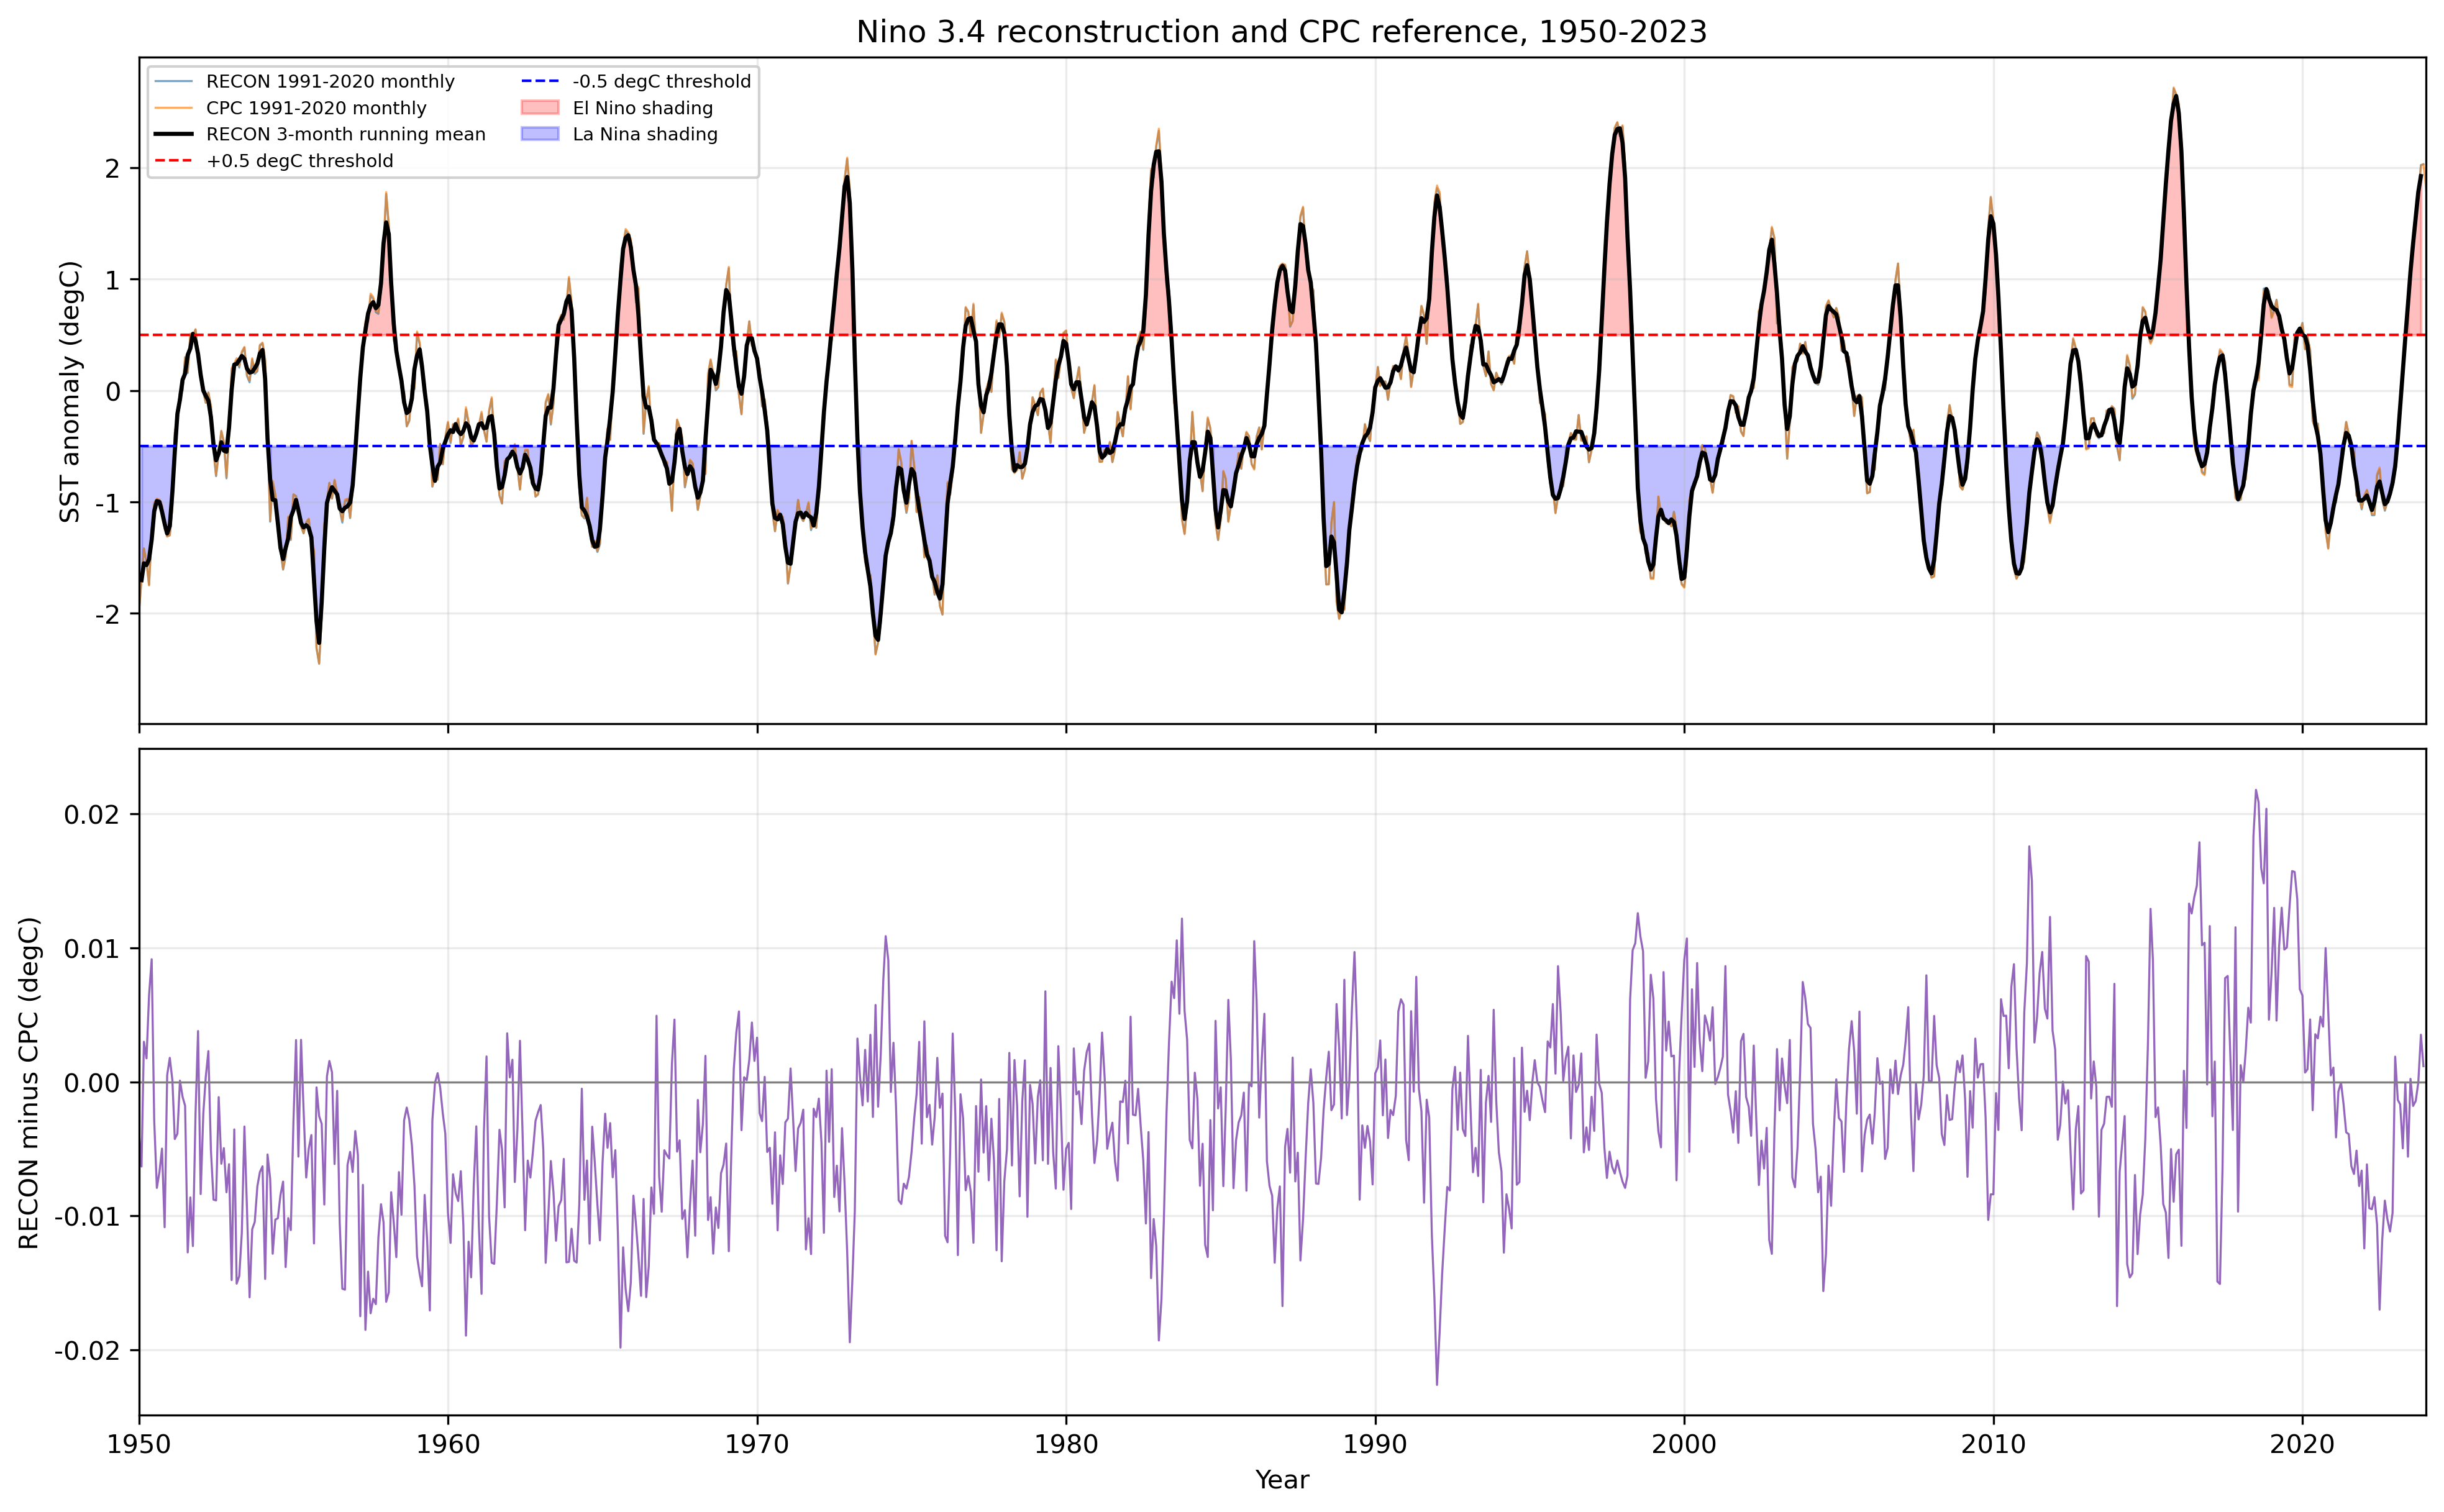 Nino 3.4 reconstruction and CPC reference, 1950-2023
RECON 1991-2020 monthly
CPC 1991-2020 monthly
RECON 3-month running mean
+0.5 degC threshold
-0.5 degC threshold
El Nino shading
La Nina shading
SST anomaly (degC)
2
1
0
-1
-2
RECON minus CPC (degC)
0.02
0.01
0.00
-0.01
-0.02
1950 1960 1970 1980 1990 2000 2010 2020
Year